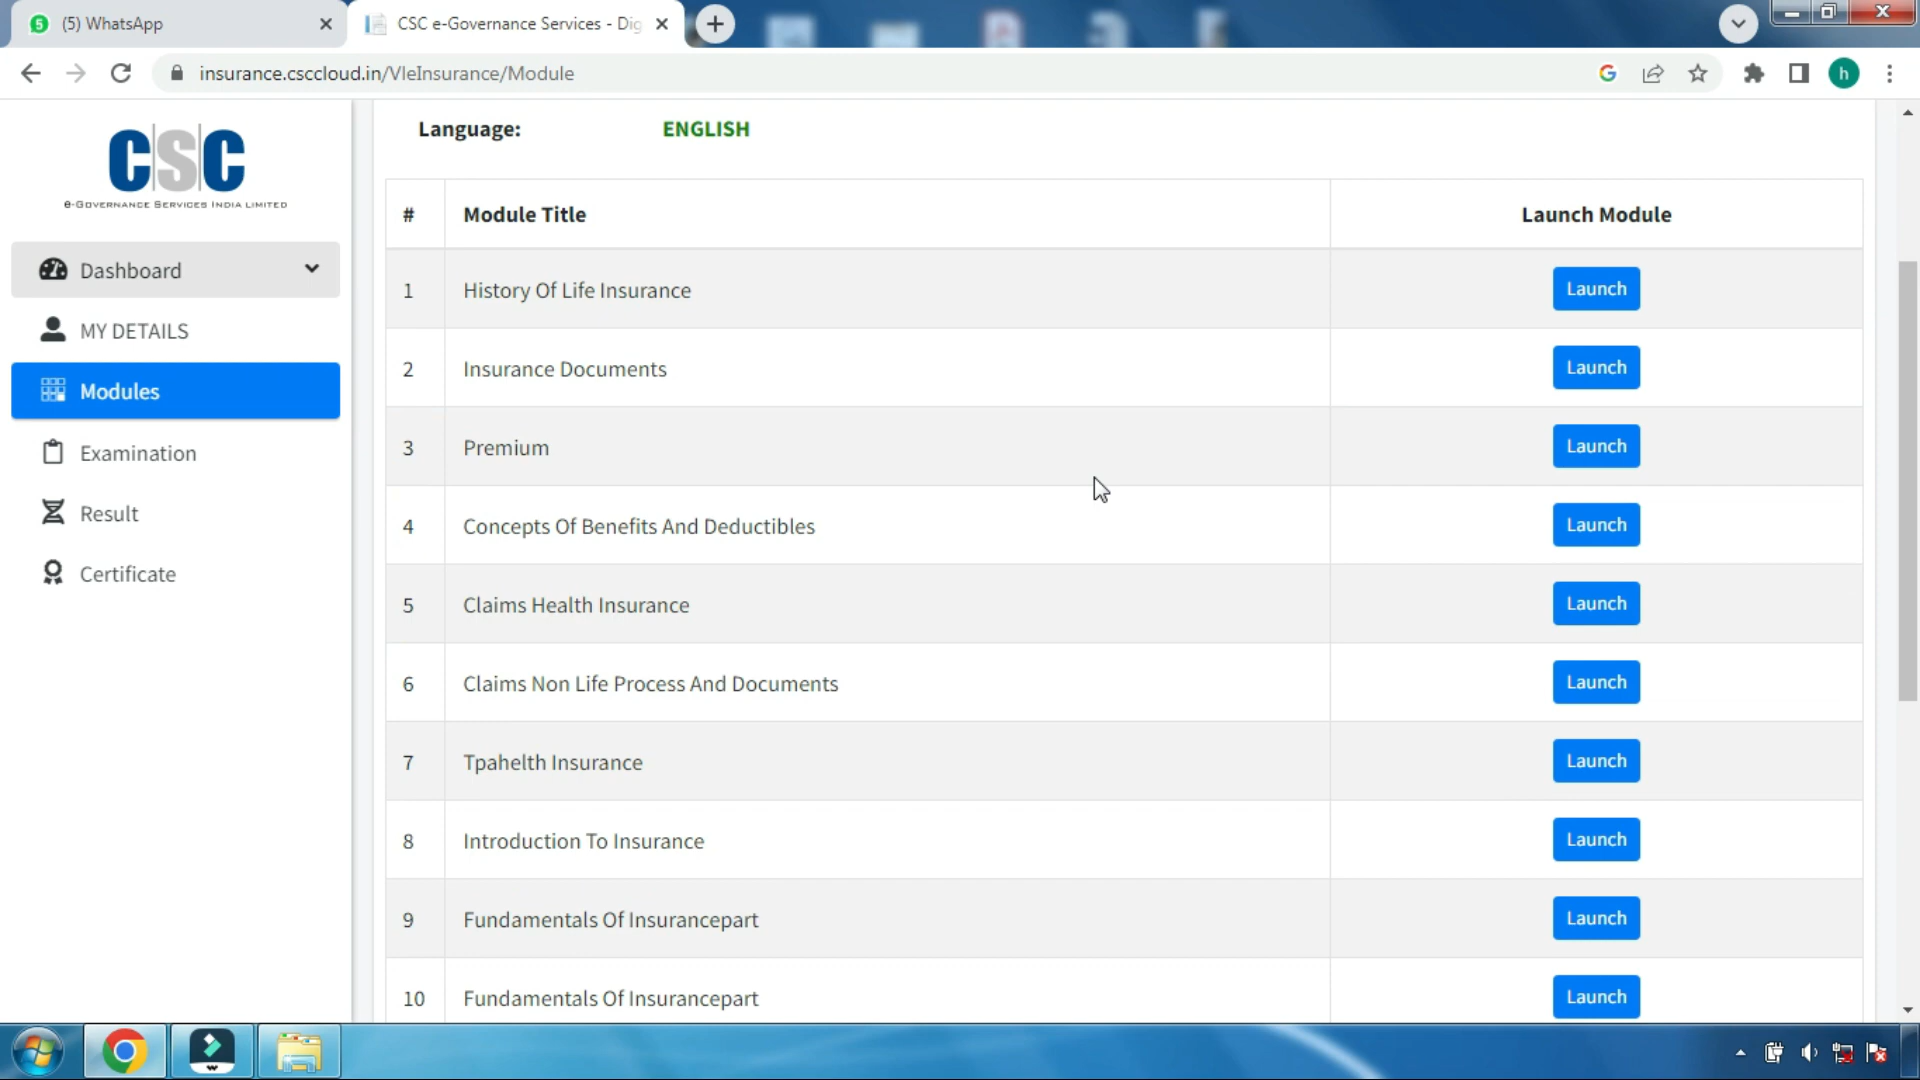 (5) WhatsApp
CSC e-Governance Services - Dig
insurance.csccloud.in/VleInsurance/Module
h
CSC
e-Governance Services India Limited
Language: ENGLISH
# Module Title Launch Module
Dashboard
MY DETAILS
Modules
Examination
Result
Certificate
1 History Of Life Insurance Launch
2 Insurance Documents Launch
3 Premium Launch
4 Concepts Of Benefits And Deductibles Launch
5 Claims Health Insurance Launch
6 Claims Non Life Process And Documents Launch
7 Tpahelth Insurance Launch
8 Introduction To Insurance Launch
9 Fundamentals Of Insurancepart Launch
10 Fundamentals Of Insurancepart Launch